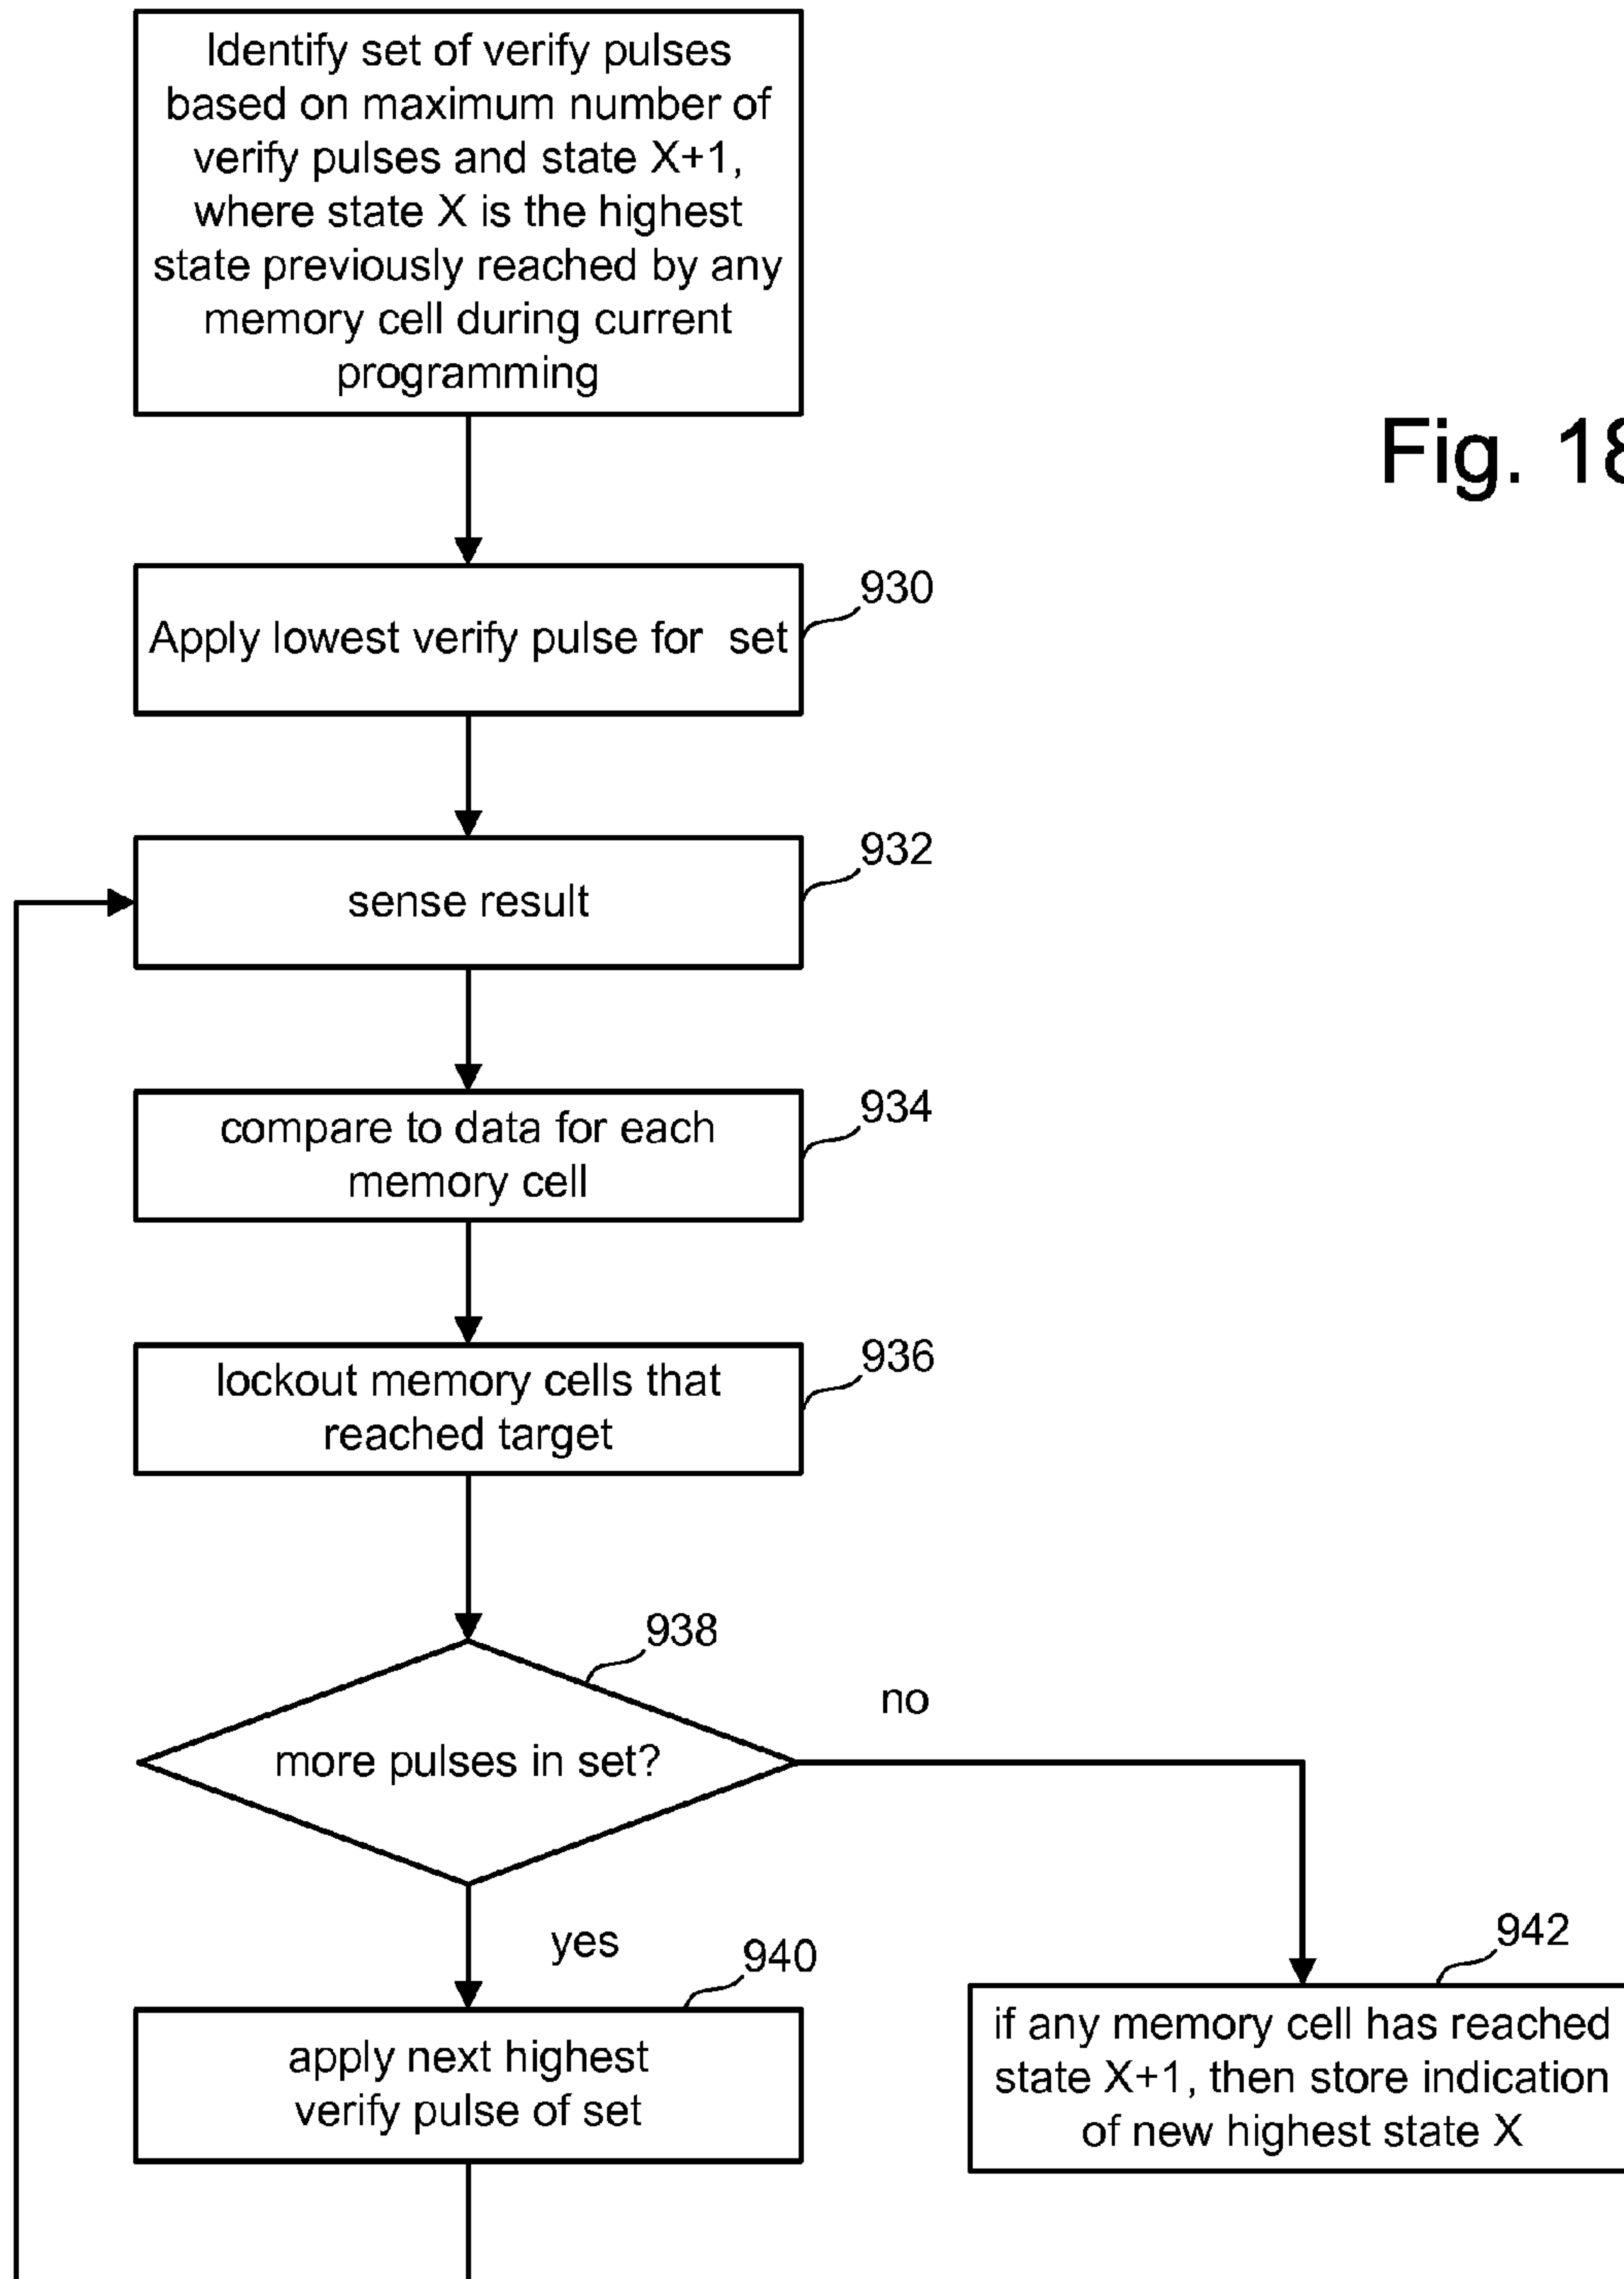 Identify set of verify pulses
based on maximum number of
verify pulses and state X+1,
where state X is the highest
state previously reached by any
memory cell during current
programming
Fig. 18
930
Apply lowest verify pulse for set
932
sense result
934
compare to data for each
memory cell
936
lockout memory cells that
reached target
938
no
more pulses in set?
yes
940
942
apply next highest
verify pulse of set
if any memory cell has reached
state X+1, then store indication
of new highest state X